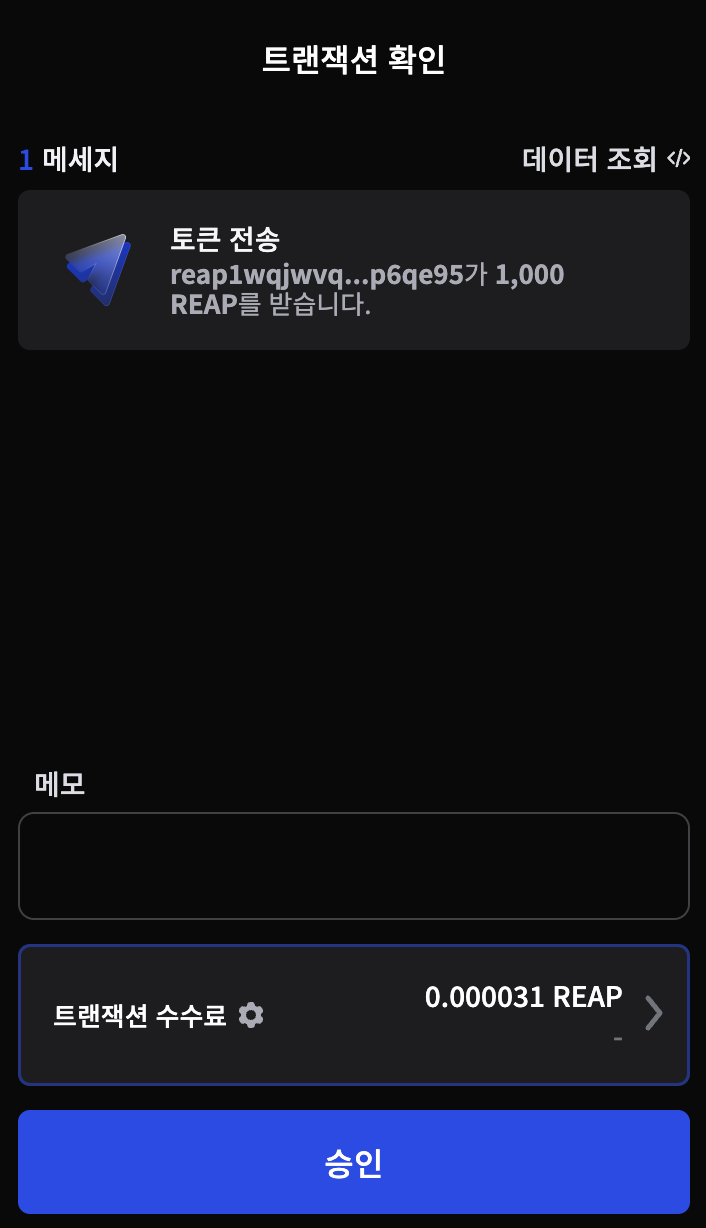 트랜잭션 확인
1 메세지
데이터 조회 </>
토큰 전송
reap1wqjwvq...p6qe95가 1,000
REAP를 받습니다.
메모
0.000031 REAP
트랜잭션 수수료
-
승인